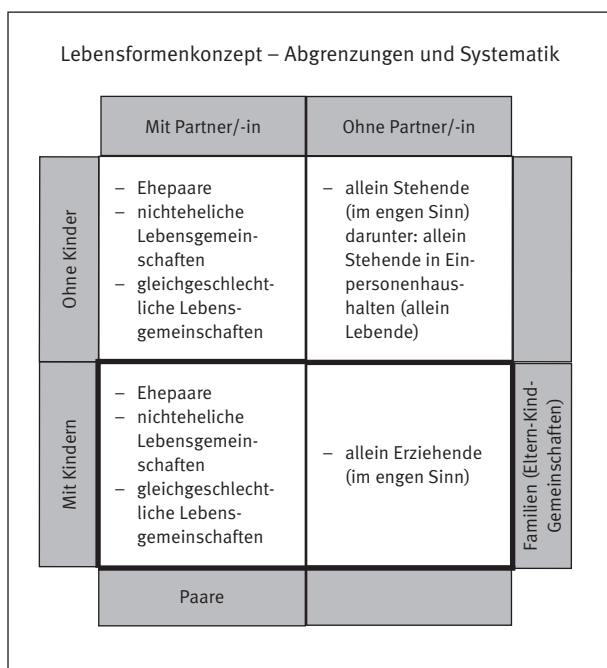 Lebensformenkonzept – Abgrenzungen und Systematik
Mit Partner/-in
Ohne Partner/-in
Ohne Kinder
– Ehepaare
– nichteheliche
Lebensgemein-
schaften
– gleichgeschlecht-
liche Lebens-
gemeinschaften
– allein Stehende
(im engen Sinn)
darunter: allein
Stehende in Ein-
personenhaus-
halten (allein
Lebende)
Mit Kindern
– Ehepaare
– nichteheliche
Lebensgemein-
schaften
– gleichgeschlecht-
liche Lebens-
gemeinschaften
– allein Erziehende
(im engen Sinn)
Familien (Eltern-Kind-
Gemeinschaften)
Paare